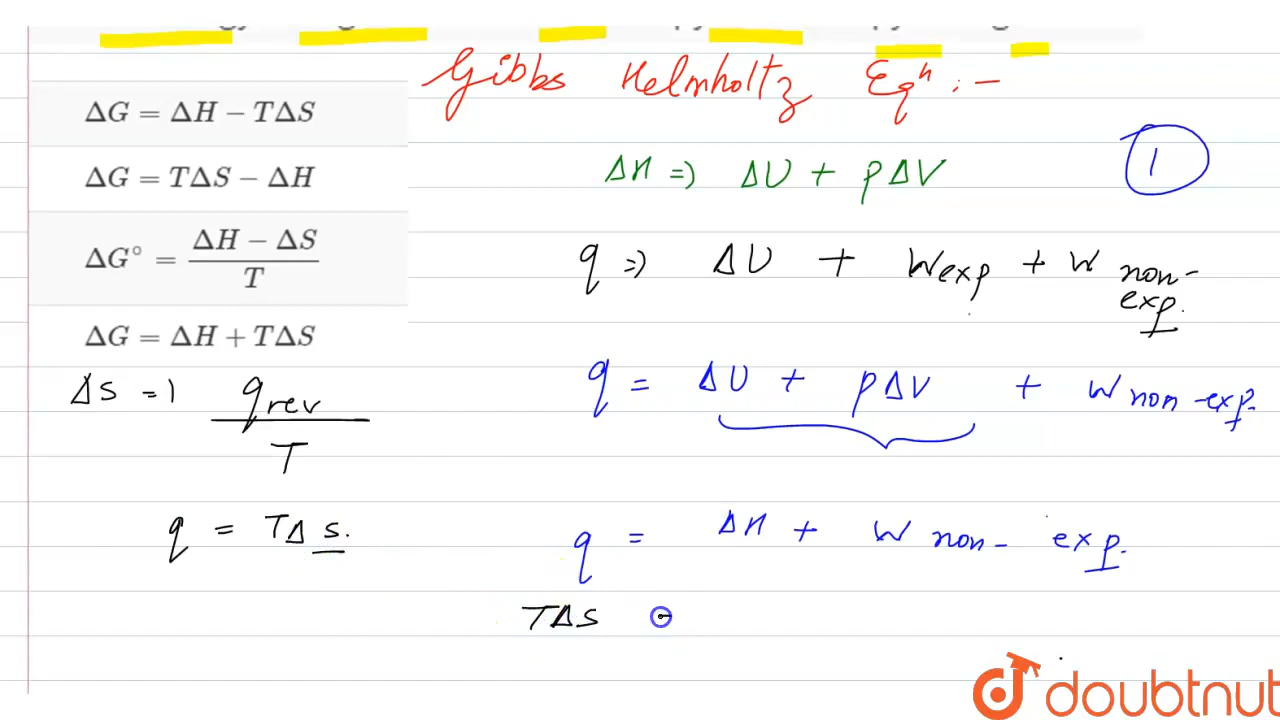 Gibbs Helmholtz Eqⁿ :-
ΔG = ΔH − TΔS
ΔG = TΔS − ΔH
ΔG° = (ΔH − ΔS) / T
ΔG = ΔH + TΔS
ΔH => ΔU + PΔV
1
q => ΔU + Wexp + W non-exp.
q = ΔU + PΔV + W non-exp.
ΔS => qrev / T
q = TΔS.
q = ΔH + W non-exp.
TΔS
doubtnut